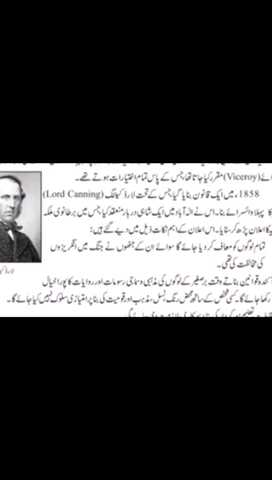 ائے (Viceroy) مقرر کیا جاتا تھا، جس کے پاس تمام اختیارات ہوتے تھے۔
1858ء میں ایک قانون بنایا گیا، جس کے تحت لارڈ کیننگ (Lord Canning)
کا پہلا وائسرائے بنا۔ اس نے الہ آباد میں ایک شاہی دربار منعقد کیا، جس میں برطانوی ملکہ
کا اعلان پڑھ کر سنایا۔ اس اعلان کے اہم نکات ذیل میں دیے گئے ہیں:
تمام لوگوں کو معاف کر دیا جائے گا سوائے ان کے جنھوں نے جنگ میں انگریزوں
کی مخالفت کی تھی۔
لارڈ
آئندہ قوانین بناتے وقت برصغیر کے لوگوں کی مذہبی و سماجی رسومات اور روایات کا پورا خیال
رکھا جائے گا۔ کسی شخص کے ساتھ محض رنگ، نسل، مذہب اور قومیت کی بنا پر امتیازی سلوک نہیں کیا جائے گا۔